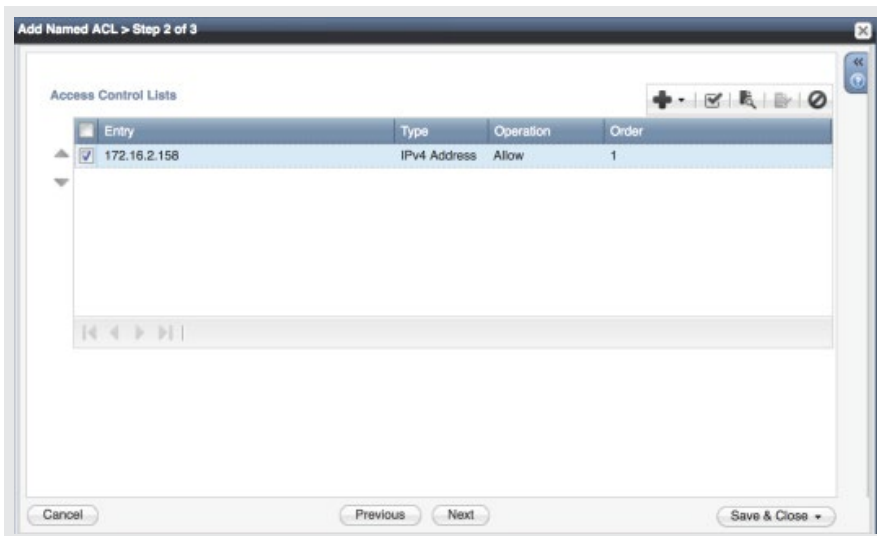 Add Named ACL > Step 2 of 3
Access Control Lists
Entry Type Operation Order
172.16.2.158 IPv4 Address Allow 1
Cancel Previous Next Save & Close